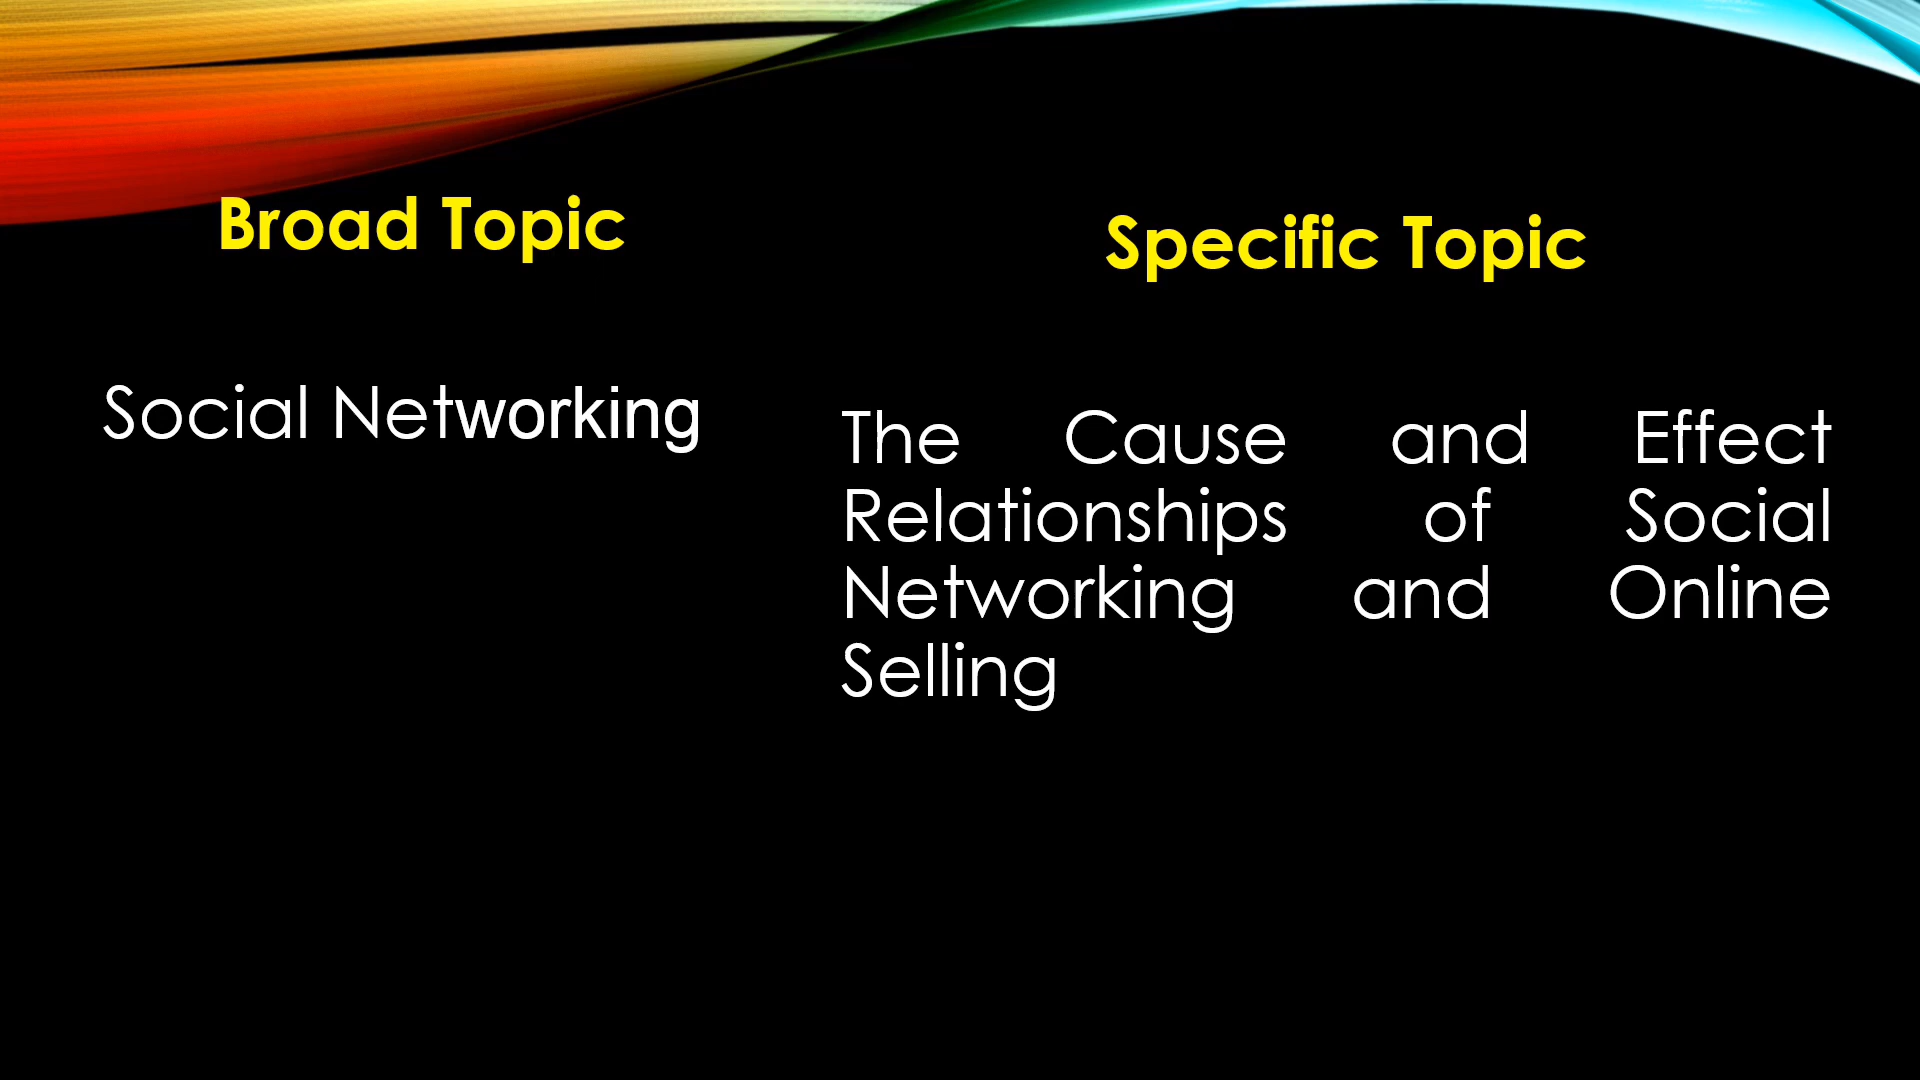 Broad Topic
Social Networking
Specific Topic
The Cause and Effect
Relationships of Social
Networking and Online
Selling